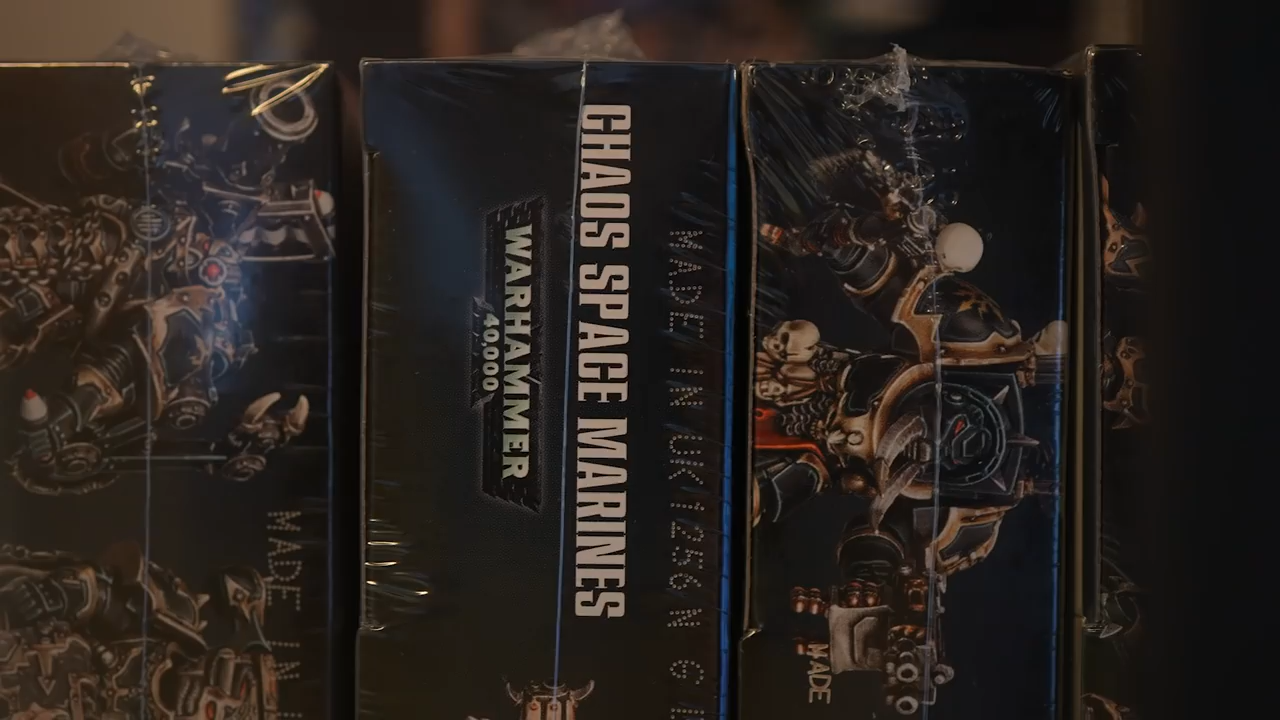 MADE IN
WARHAMMER
40,000
CHAOS SPACE MARINES
MADE IN UK
MADE